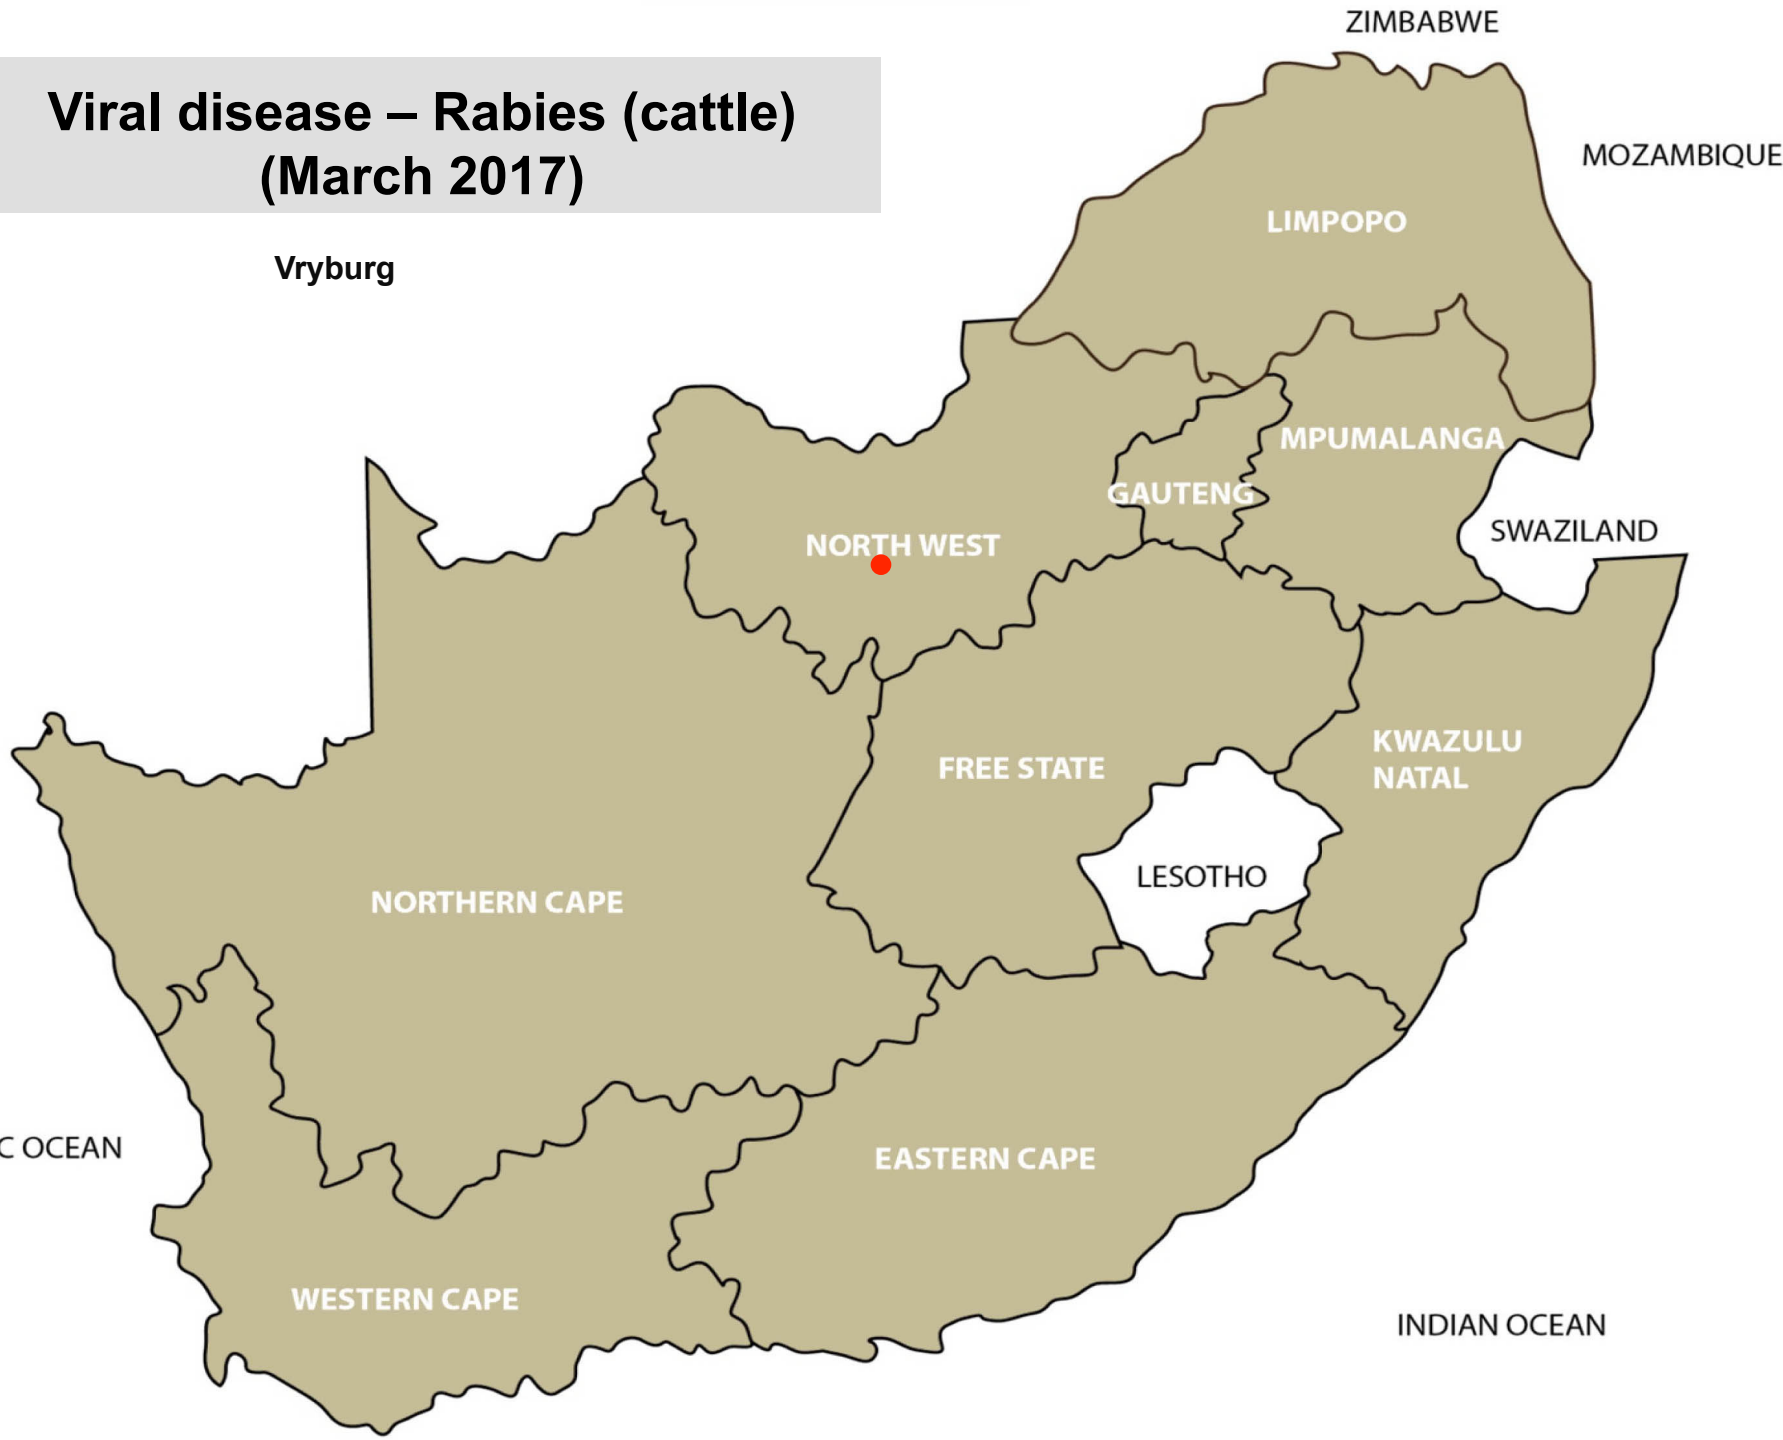 ZIMBABWE
Viral disease – Rabies (cattle)
(March 2017)
MOZAMBIQUE
LIMPOPO
Vryburg
MPUMALANGA
GAUTENG
SWAZILAND
NORTH WEST
KWAZULU
NATAL
FREE STATE
LESOTHO
NORTHERN CAPE
C OCEAN
EASTERN CAPE
WESTERN CAPE
INDIAN OCEAN